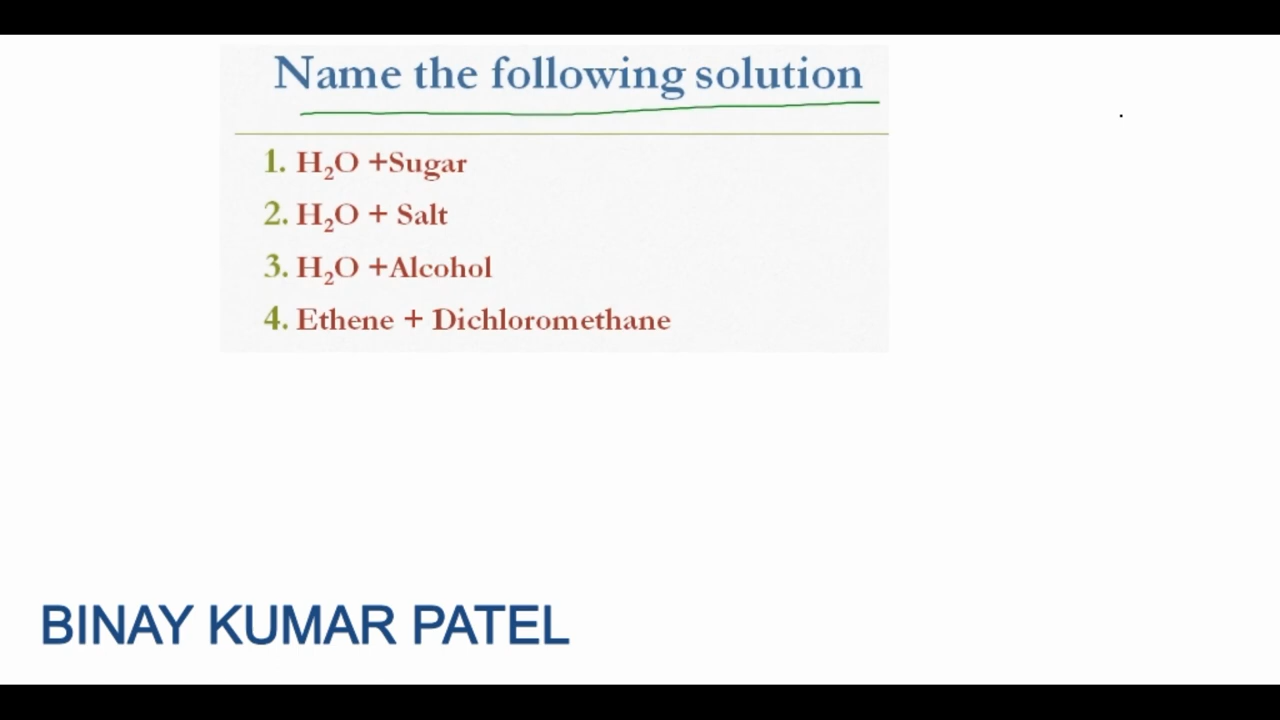 Name the following solution
1. H₂O +Sugar
2. H₂O + Salt
3. H₂O +Alcohol
4. Ethene + Dichloromethane
BINAY KUMAR PATEL